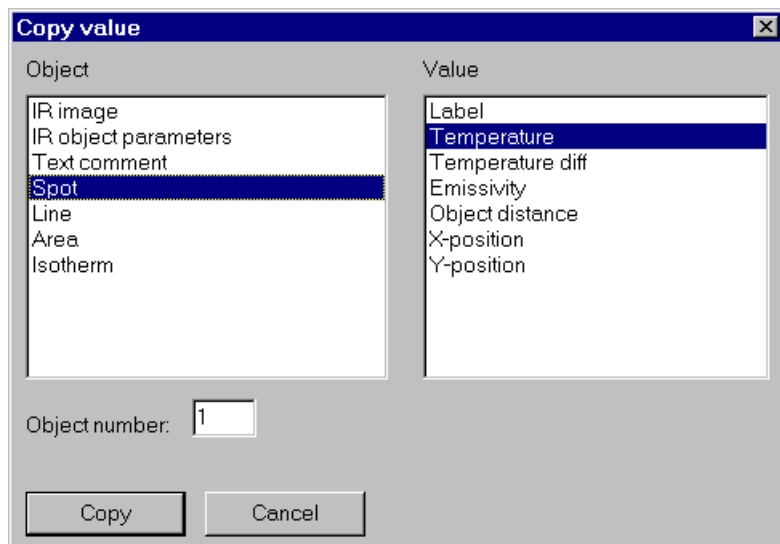 Copy value
Object
IR image
IR object parameters
Text comment
Spot
Line
Area
Isotherm
Value
Label
Temperature
Temperature diff
Emissivity
Object distance
X-position
Y-position
Object number: 1
Copy
Cancel